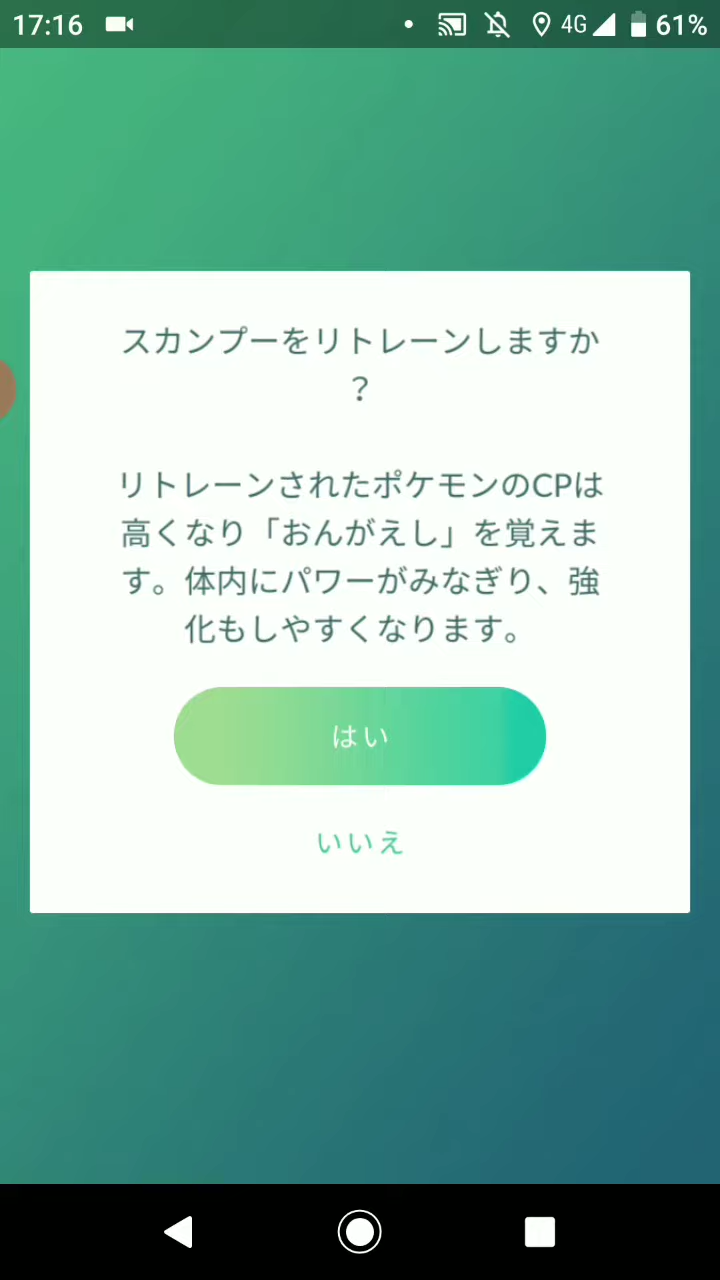 17:16
4G
61%
スカンプーをリトレーンしますか
?
リトレーンされたポケモンのCPは
高くなり「おんがえし」を覚えま
す。体内にパワーがみなぎり、強
化もしやすくなります。
はい
いいえ